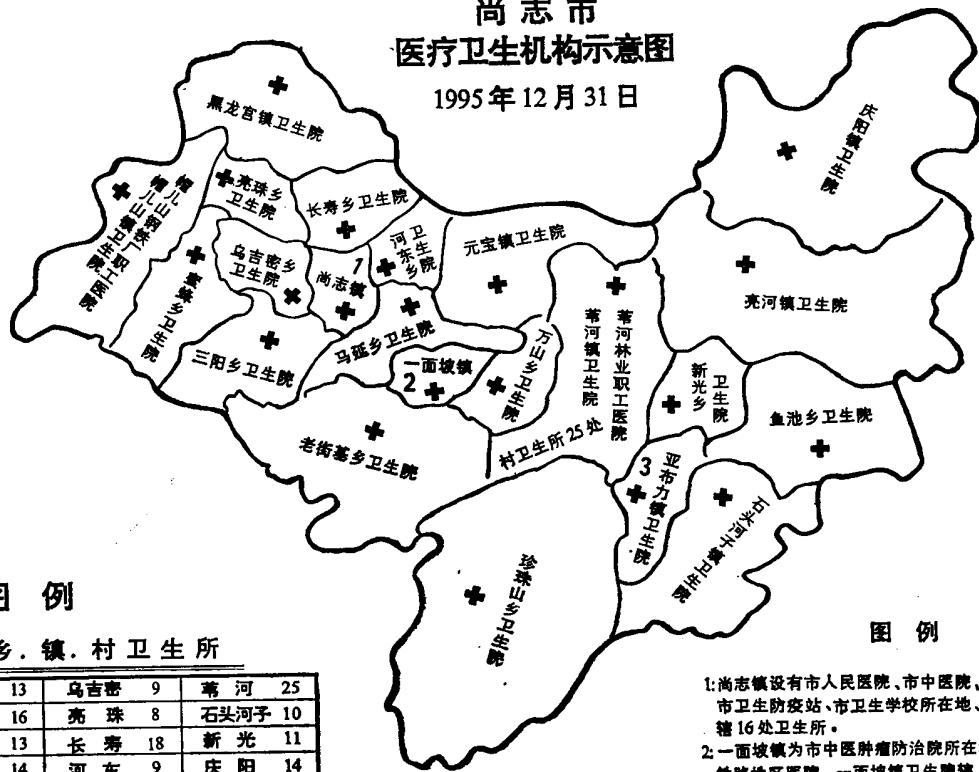 尚志市
医疗卫生机构示意图
1995年12月31日
黑龙宫镇卫生院
庆阳镇卫生院
帽儿山钢铁厂职工医院
帽儿山镇卫生院
亮珠乡
卫生院
长寿乡卫生院
河东乡
卫生院
元宝镇卫生院
乌吉密乡
卫生院
1
尚志镇
蜜蜂乡卫生院
亮河镇卫生院
三阳乡卫生院
马延乡卫生院
一面坡镇
2
万山乡卫生院
苇河镇卫生院
苇河林业职工医院
村卫生所25处
新光乡
卫生院
鱼池乡卫生院
老街基乡卫生院
3
亚布力镇卫生院
石头河子镇卫生院
珍珠山乡卫生院
例
乡.镇.村卫生所
13 乌吉密 9 苇河 25
16 亮珠 8 石头河子 10
13 长寿 18 新光 11
14 河东 9 庆阳 14
图例
1:尚志镇设有市人民医院、市中医院、
市卫生防疫站、市卫生学校所在地、
辖16处卫生所。
2:一面坡镇为市中医肿瘤防治院所在